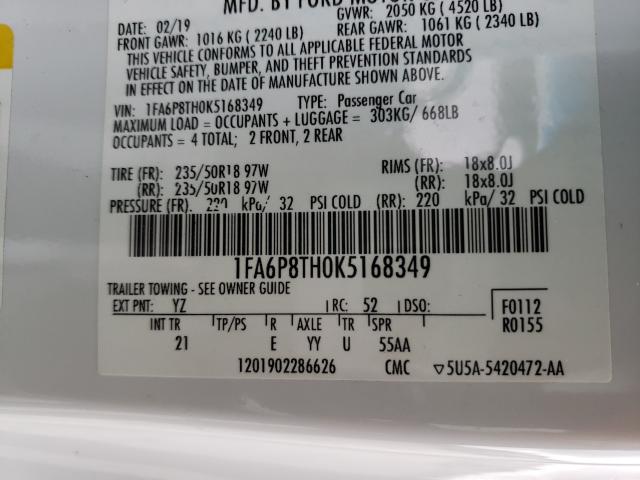 MFD. BY FORD MOTOR
DATE: 02/19 GVWR: 2050 KG ( 4520 LB)
FRONT GAWR: 1016 KG ( 2240 LB) REAR GAWR: 1061 KG ( 2340 LB)
THIS VEHICLE CONFORMS TO ALL APPLICABLE FEDERAL MOTOR
VEHICLE SAFETY, BUMPER, AND THEFT PREVENTION STANDARDS
IN EFFECT ON THE DATE OF MANUFACTURE SHOWN ABOVE.
VIN: 1FA6P8TH0K5168349 TYPE: Passenger Car
MAXIMUM LOAD = OCCUPANTS + LUGGAGE = 303KG/ 668LB
OCCUPANTS = 4 TOTAL; 2 FRONT, 2 REAR
TIRE (FR): 235/50R18 97W RIMS (FR): 18x8.0J
(RR): 235/50R18 97W (RR): 18x8.0J
PRESSURE (FR): 220 kPa/ 32 PSI COLD (RR): 220 kPa/ 32 PSI COLD
1FA6P8TH0K5168349
TRAILER TOWING - SEE OWNER GUIDE
EXT PNT: YZ RC: 52 DSO: F0112
INT TR TP/PS R AXLE TR SPR R0155
21 E YY U 55AA
1201902286626 CMC ▽5U5A-5420472-AA